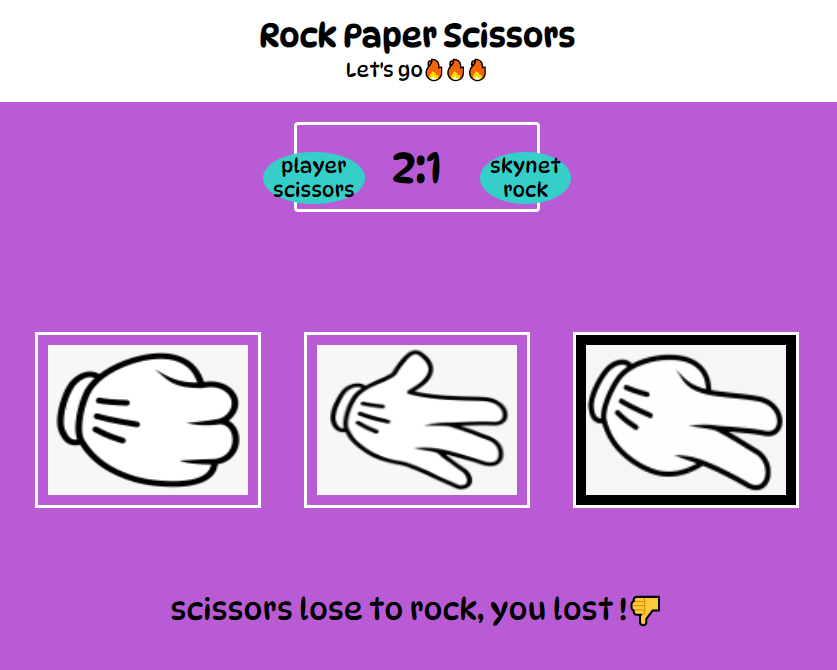 Rock Paper Scissors
Let's go🔥🔥🔥
player
scissors
2:1
skynet
rock
scissors lose to rock, you lost !👎